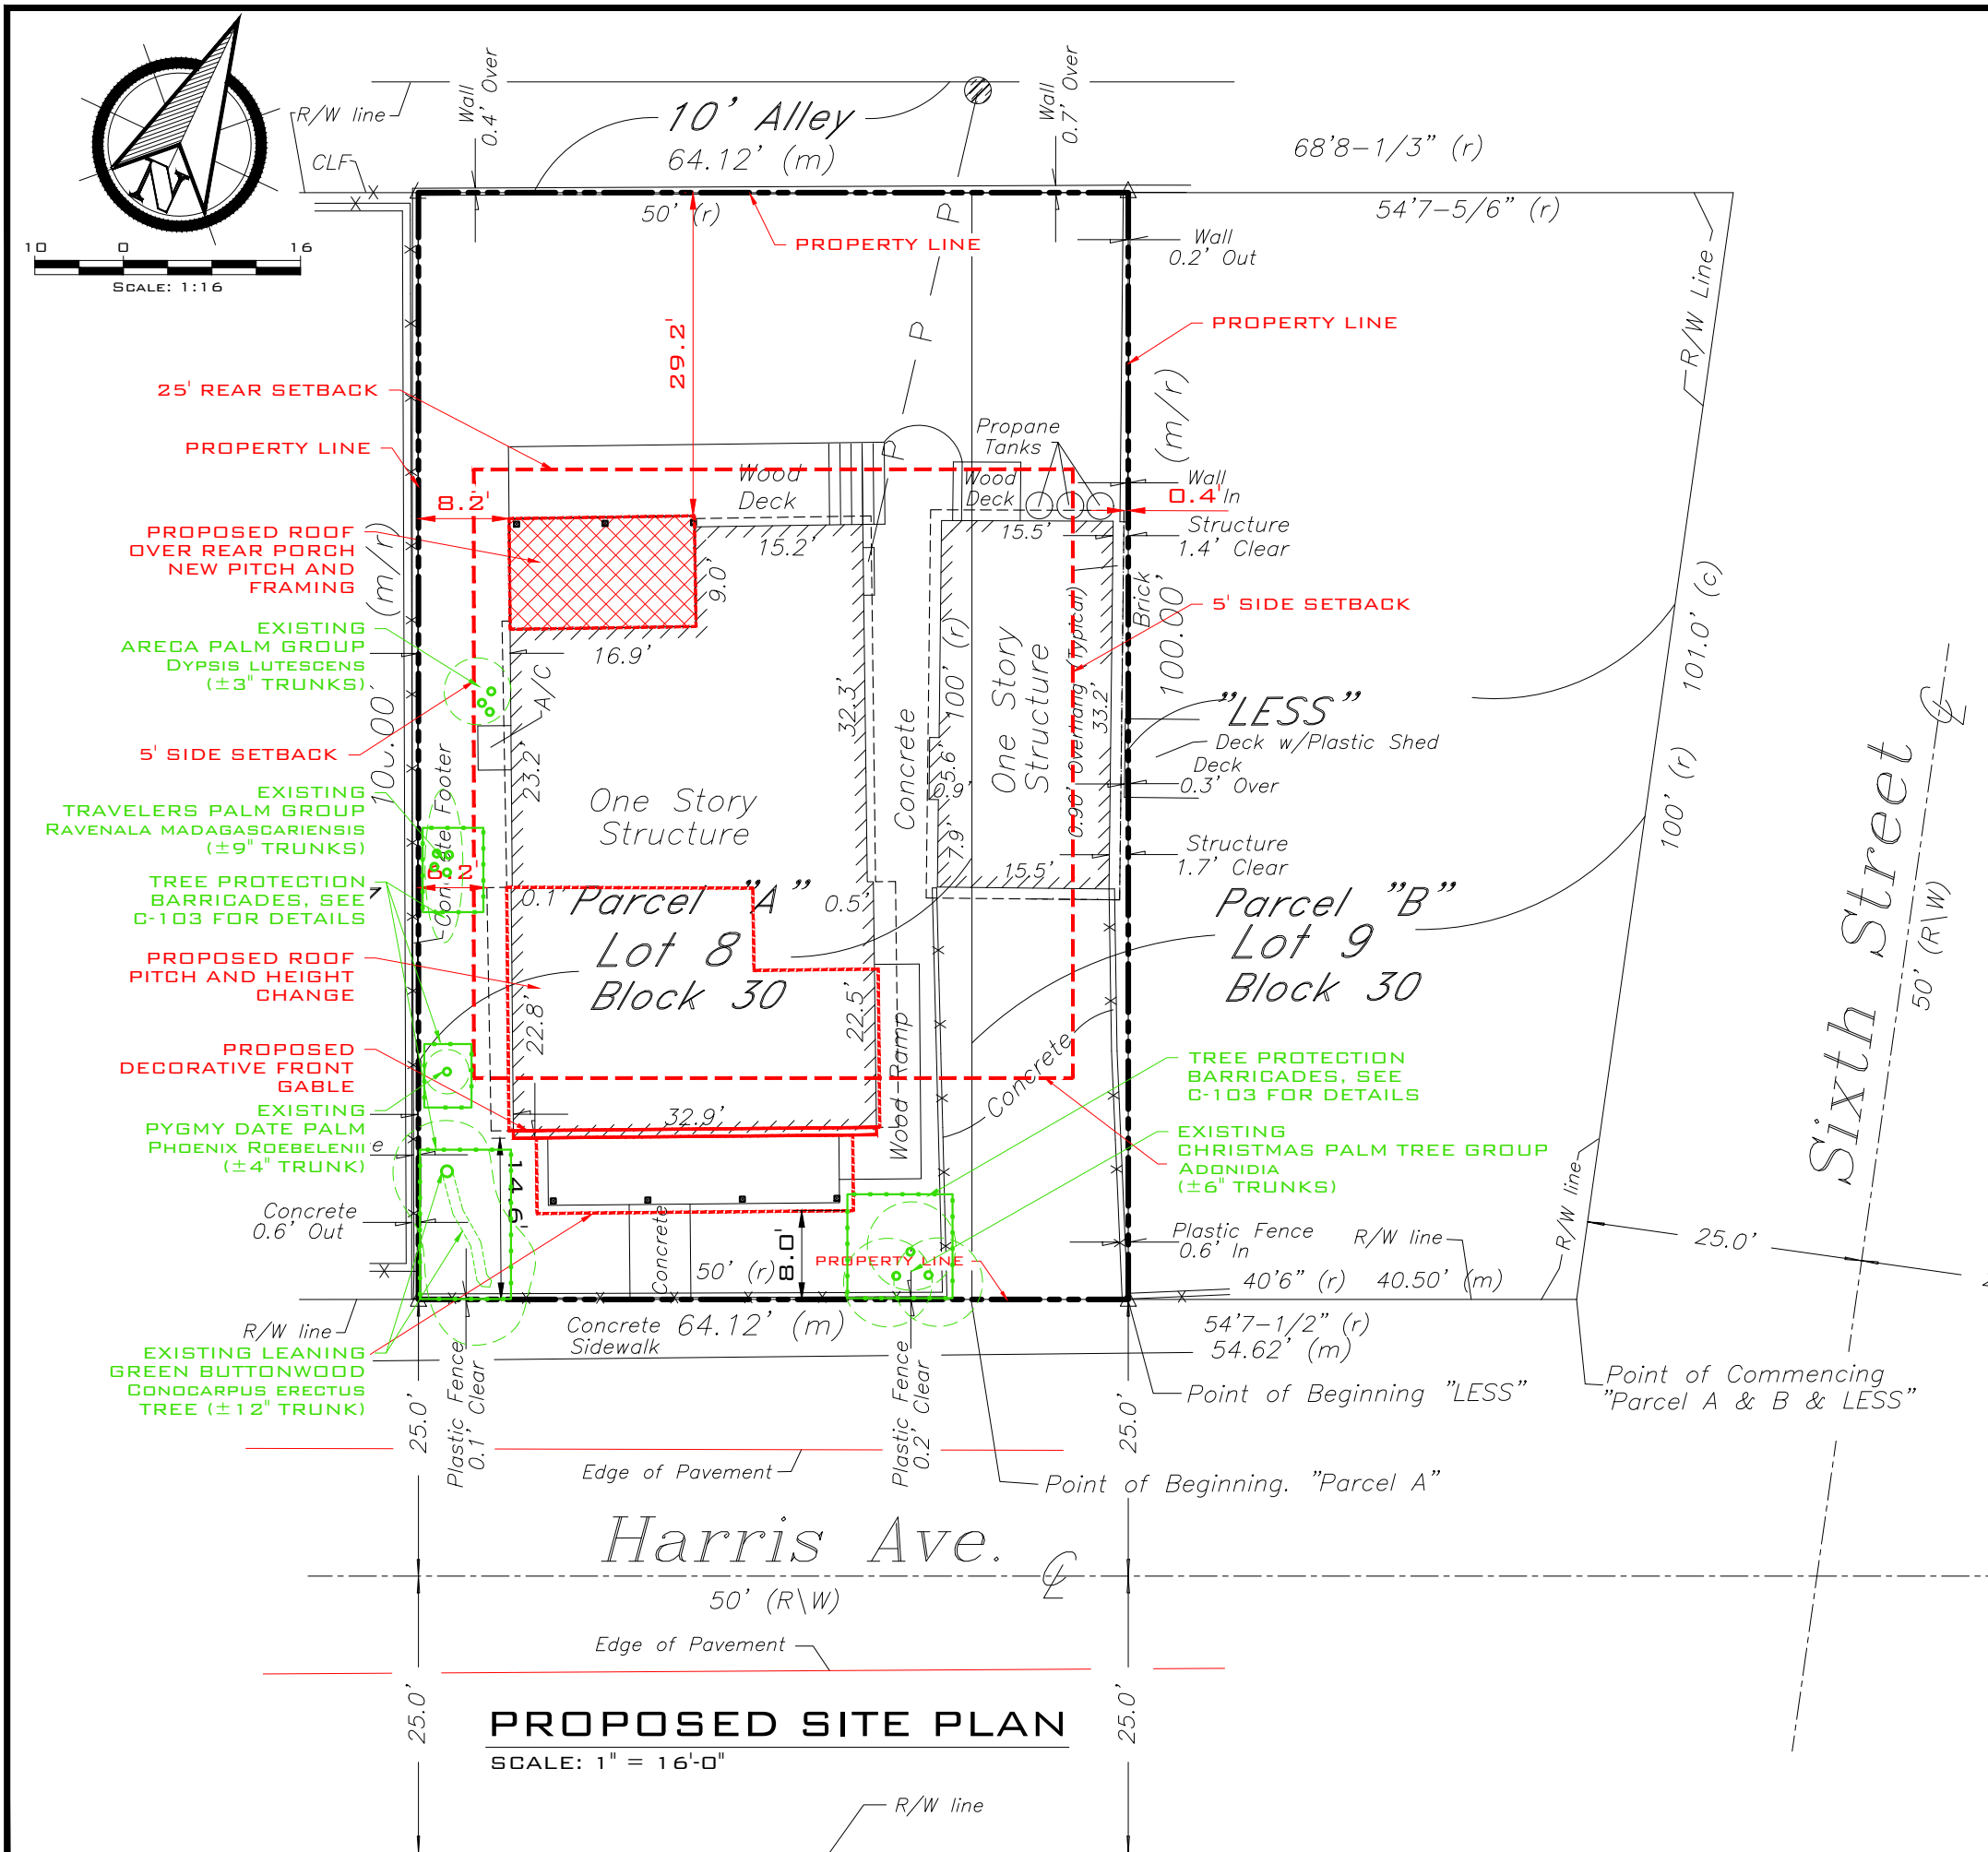 Wall
0.4' Over
Wall
0.7' Over
R/W line
10' Alley
64.12' (m)
68'8-1/3" (r)
CLF
N
50' (r)
54'7-5/6" (r)
PROPERTY LINE
Wall
0.2' Out
10 0 16
SCALE: 1:16
R/W Line
29.2'
P
P
P
PROPERTY LINE
25' REAR SETBACK
(m/r)
Propane
Tanks
PROPERTY LINE
Wood
Deck
Wood
Deck
Wall
In
8.2'
0.4'
PROPOSED ROOF
OVER REAR PORCH
NEW PITCH AND
FRAMING
(m/r)
15.2'
15.5'
Structure
1.4' Clear
9.0'
Brick
100.00'
101.0' (c)
5' SIDE SETBACK
EXISTING
ARECA PALM GROUP
DYPSIS LUTESCENS
(±3" TRUNKS)
16.9'
A/C
100' (r)
One Story
Structure
0.90' Overhang (Typical)
33.2'
32.3'
"LESS"
100.00'
5' SIDE SETBACK
23.2'
Concrete
Deck w/Plastic Shed
Deck
0.3' Over
Sixth Street
50' (R\W)
EXISTING
TRAVELERS PALM GROUP
RAVENALA MADAGASCARIENSIS
(±9" TRUNKS)
Concrete Footer
One Story
Structure
5.6'
0.9'
7.9'
100' (r)
Structure
1.7' Clear
TREE PROTECTION
BARRICADES, SEE
C-103 FOR DETAILS
6.2'
0.1'
Parcel "A"
0.5'
15.5'
Parcel "B"
Lot 8
Block 30
Lot 9
Block 30
PROPOSED ROOF
PITCH AND HEIGHT
CHANGE
22.8'
22.5'
Wood Ramp
Concrete
PROPOSED
DECORATIVE FRONT
GABLE
TREE PROTECTION
BARRICADES, SEE
C-103 FOR DETAILS
EXISTING
PYGMY DATE PALM
PHOENIX ROEBELENII
(±4" TRUNK)
32.9'
EXISTING
CHRISTMAS PALM TREE GROUP
ADONIDIA
(±6" TRUNKS)
14.6'
Concrete
0.6' Out
Concrete
8.0'
50' (r)
PROPERTY LINE
Plastic Fence
0.6' In
R/W line
R/W line
25.0'
40'6" (r) 40.50' (m)
R/W line
Concrete
Sidewalk
64.12' (m)
54'7-1/2" (r)
54.62' (m)
EXISTING LEANING
GREEN BUTTONWOOD
CONOCARPUS ERECTUS
TREE (±12" TRUNK)
25.0'
Plastic Fence
0.1' Clear
Plastic Fence
0.2' Clear
25.0'
Point of Beginning "LESS"
Point of Commencing
"Parcel A & B & LESS"
Edge of Pavement
Point of Beginning. "Parcel A"
Harris Ave.
50' (R\W)
Edge of Pavement
25.0'
25.0'
PROPOSED SITE PLAN
SCALE: 1" = 16'-0"
R/W line